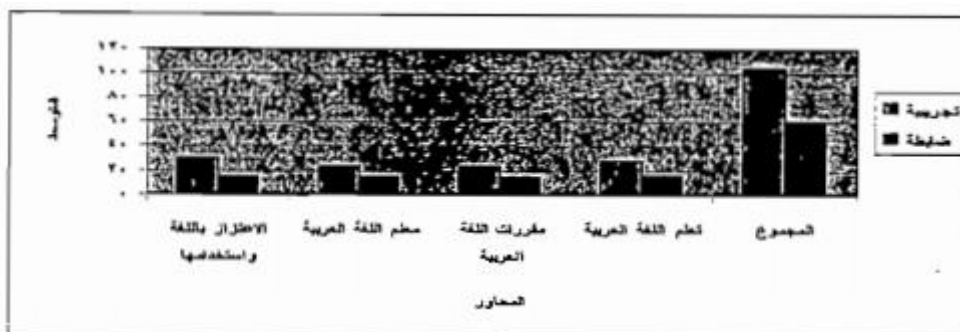 ١٢٠
١٠٠
٨٠
٦٠
٤٠
٢٠
٠
المتوسط
تجريبية
ضابطة
الاعتزاز باللغة
واستخدامها
معلم اللغة العربية
مقررات اللغة
العربية
تعلم اللغة العربية
المجموع
المحاور